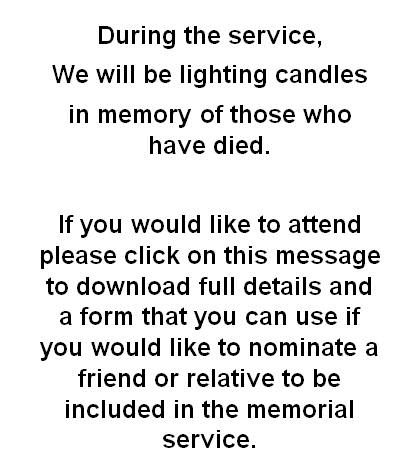 During the service,
We will be lighting candles
in memory of those who
have died.
If you would like to attend
please click on this message
to download full details and
a form that you can use if
you would like to nominate a
friend or relative to be
included in the memorial
service.